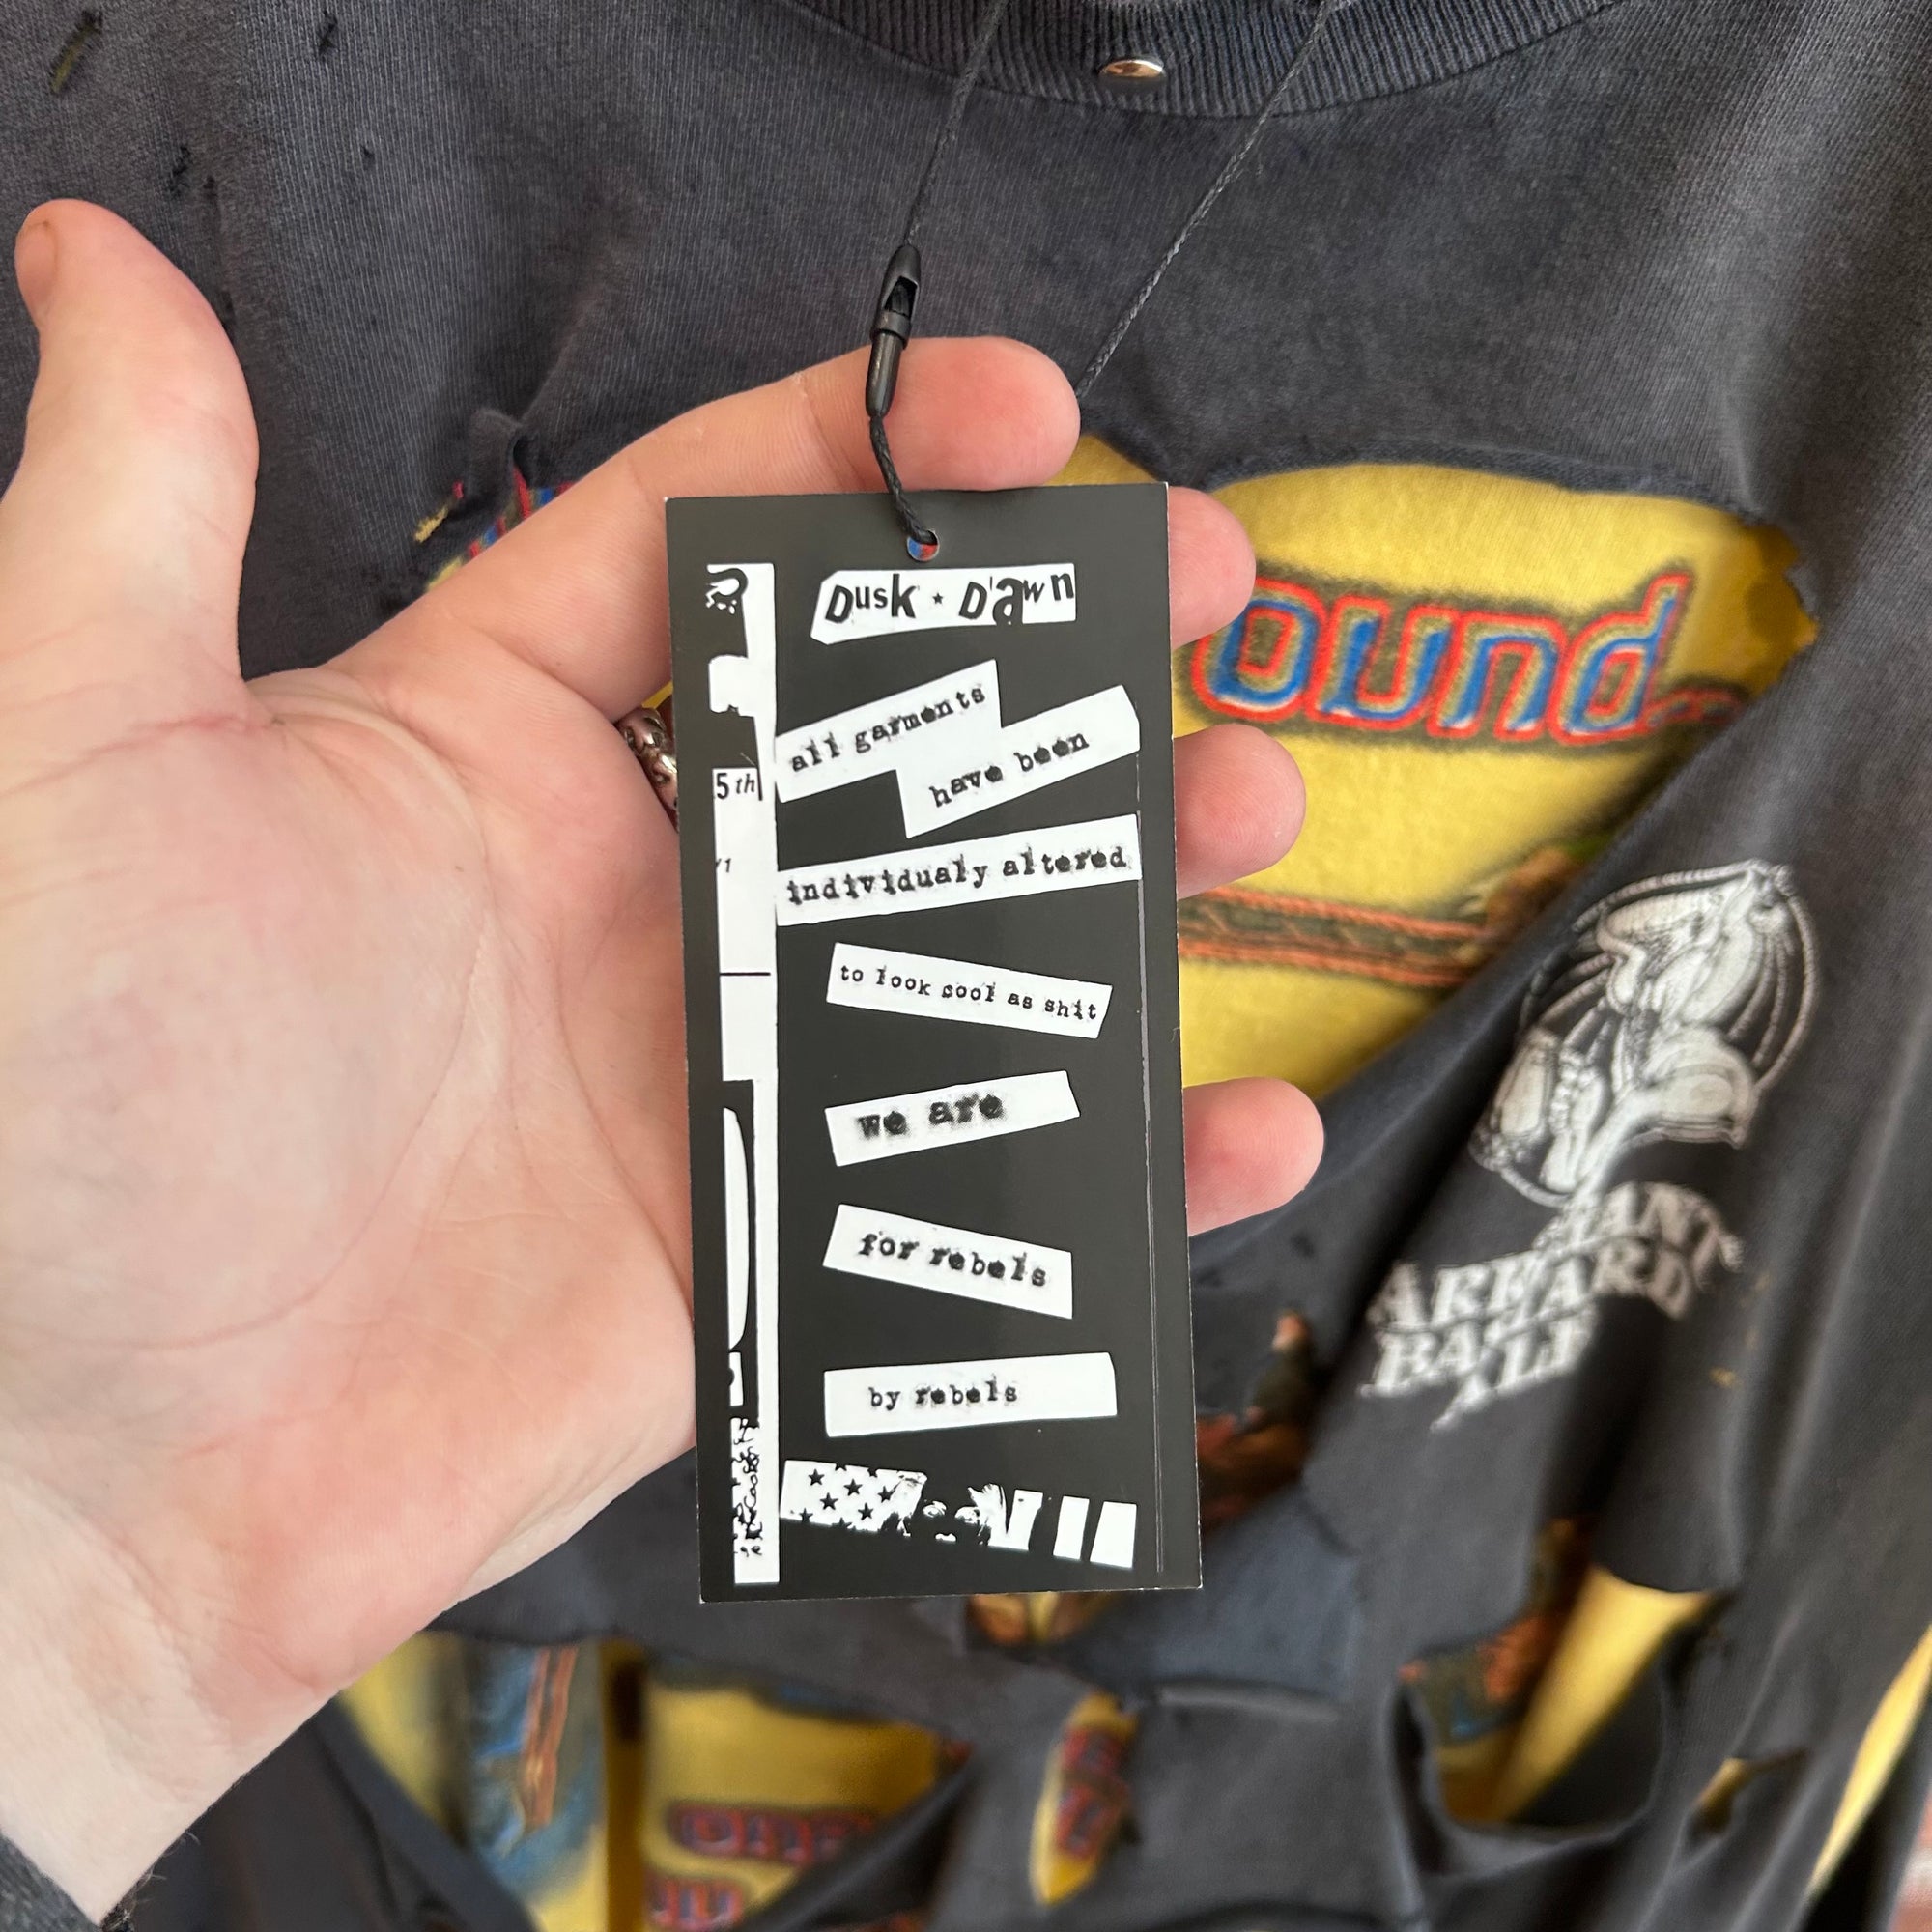 Dusk ★ Dawn
all garments
have been
individualy altered
to look cool as shit
we are
for rebels
by rebels
5th
ound